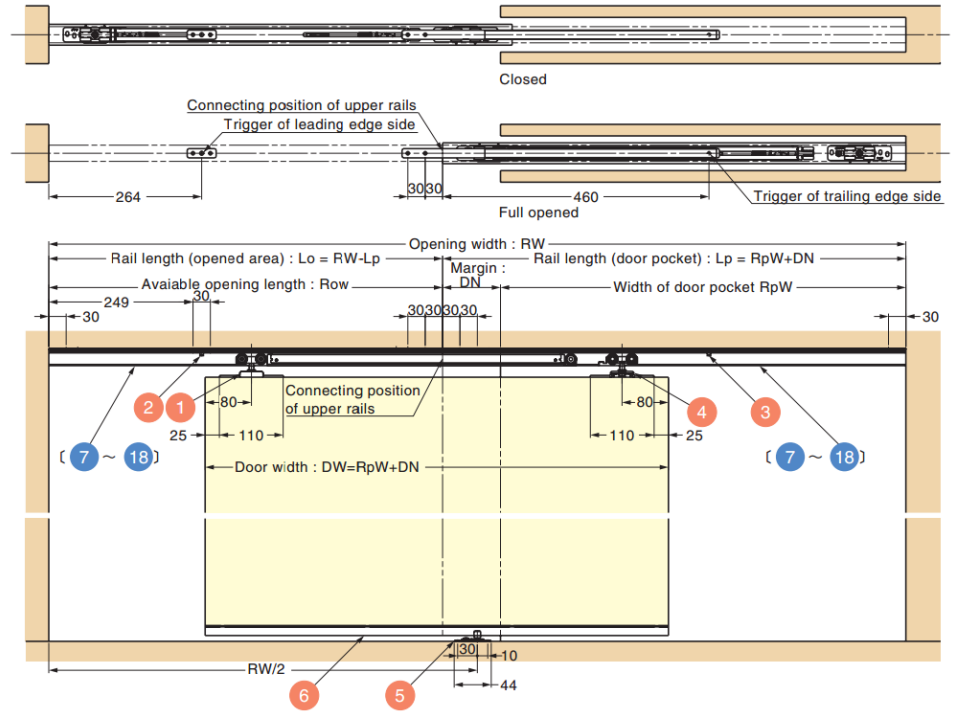 Closed
Connecting position of upper rails
Trigger of leading edge side
264
30 30
460
Trigger of trailing edge side
Full opened
Opening width : RW
Rail length (opened area) : Lo = RW-Lp
Margin :
DN
Rail length (door pocket) : Lp = RpW+DN
Avaiable opening length : Row
Width of door pocket RpW
249
30
30
30 30 30 30
30
2
1
Connecting position
of upper rails
4
3
80
80
25
110
110
25
〔 7 ～ 18 〕
〔 7 ～ 18 〕
Door width : DW=RpW+DN
30
10
RW/2
44
6
5